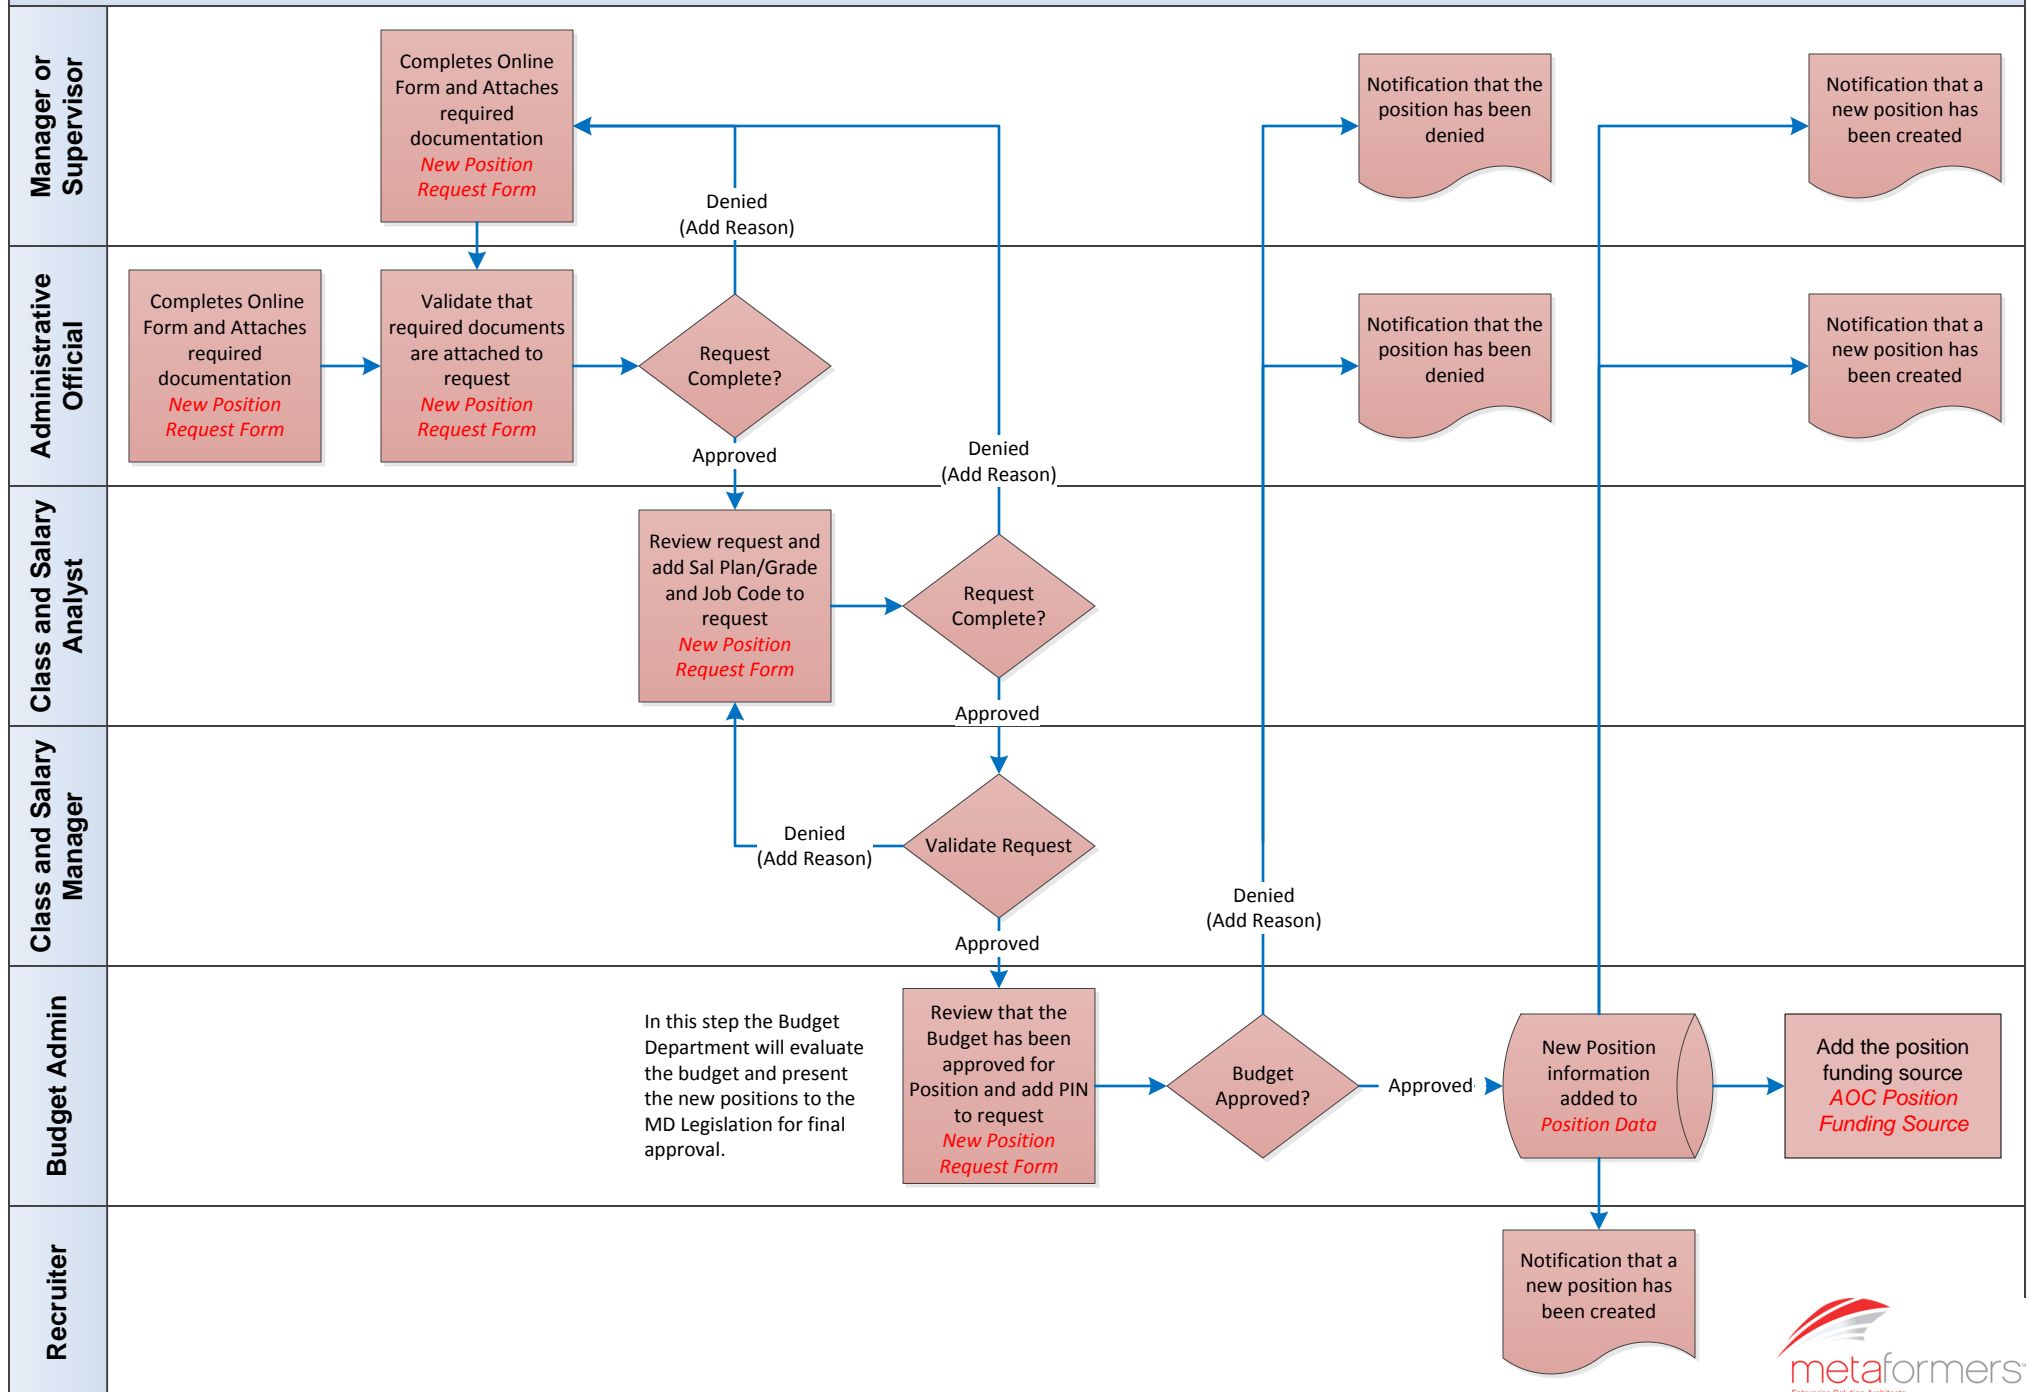 Manager or
Supervisor
Completes Online
Form and Attaches
required
documentation
New Position
Request Form
Denied
(Add Reason)
Notification that the
position has been
denied
Notification that a
new position has
been created
Administrative
Official
Completes Online
Form and Attaches
required
documentation
New Position
Request Form
Validate that
required documents
are attached to
request
New Position
Request Form
Request
Complete?
Approved
Denied
(Add Reason)
Notification that the
position has been
denied
Notification that a
new position has
been created
Class and Salary
Analyst
Review request and
add Sal Plan/Grade
and Job Code to
request
New Position
Request Form
Request
Complete?
Approved
Class and Salary
Manager
Denied
(Add Reason)
Validate Request
Approved
Denied
(Add Reason)
Budget Admin
In this step the Budget
Department will evaluate
the budget and present
the new positions to the
MD Legislation for final
approval.
Review that the
Budget has been
approved for
Position and add PIN
to request
New Position
Request Form
Budget
Approved?
Approved
New Position
information
added to
Position Data
Add the position
funding source
AOC Position
Funding Source
Recruiter
Notification that a
new position has
been created
metaformers
Enterprise Solution Architects